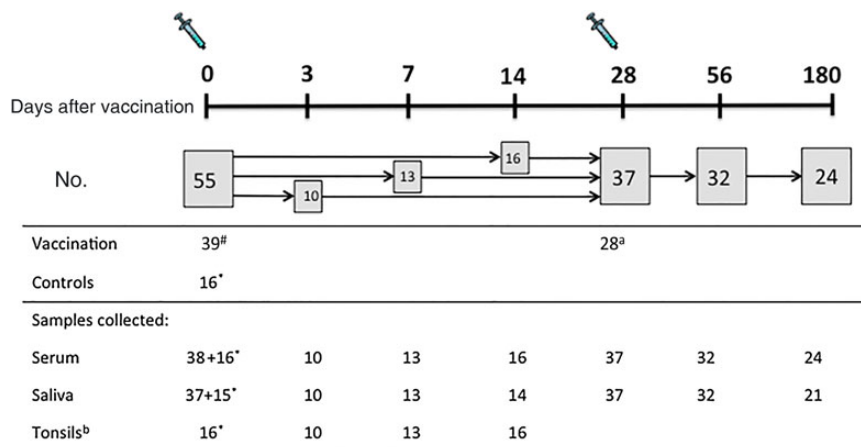 0 3 7 14 28 56 180
Days after vaccination
No. 55 10 13 16 37 32 24
Vaccination 39# 28a
Controls 16*
Samples collected:
Serum 38+16* 10 13 16 37 32 24
Saliva 37+15* 10 13 14 37 32 21
Tonsilsb 16* 10 13 16